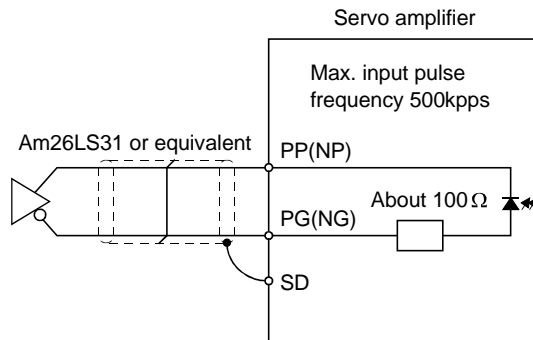 Servo amplifier
Max. input pulse
frequency 500kpps
Am26LS31 or equivalent
PP(NP)
About 100Ω
PG(NG)
SD